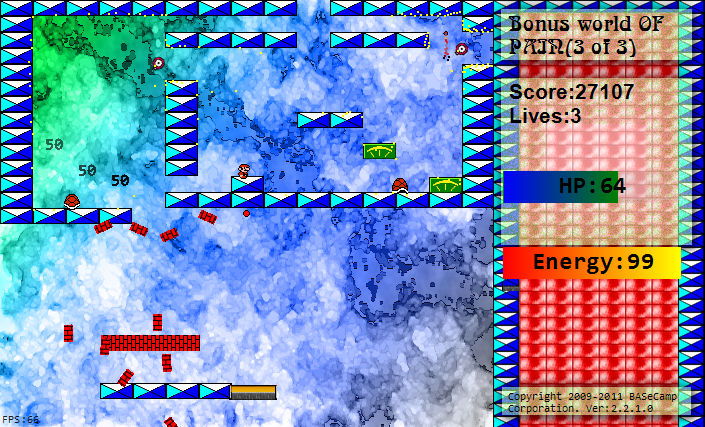 Bonus world OF
PAIN(3 of 3)
Score:27107
Lives:3
50
50
50
HP:64
Energy:99
Copyright 2009-2011 BASeCamp
Corporation. Ver:2.2.1.0
FPS:66